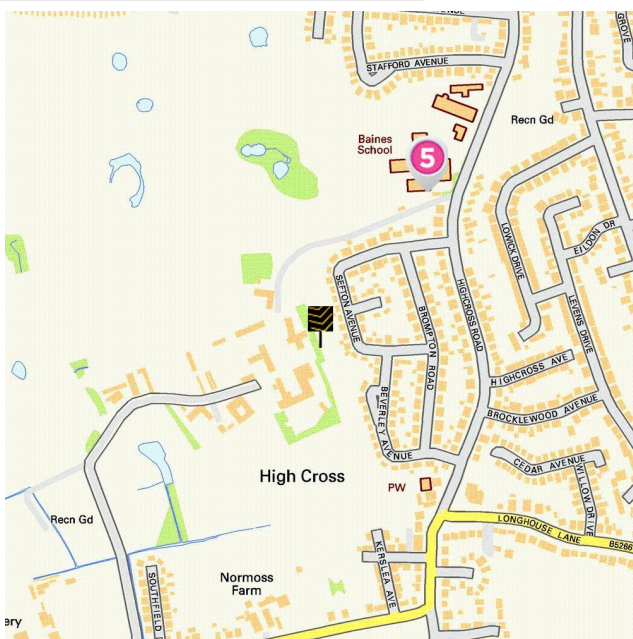 STAFFORD AVENUE
Recn Gd
Baines
School
5
LOWICK DRIVE
EILDON DR
SEFTON AVENUE
BROMPTON ROAD
HIGHCROSS ROAD
LEVENS DRIVE
HIGHCROSS AVE
BEVERLEY AVENUE
BROCKLEWOOD AVENUE
CEDAR AVENUE
WILLOW DRIVE
High Cross
PW
LONGHOUSE LANE
B5266
Recn Gd
KERSLEA AVE
Normoss
Farm
SOUTHFIELD
ery
GROVE
AVENUE